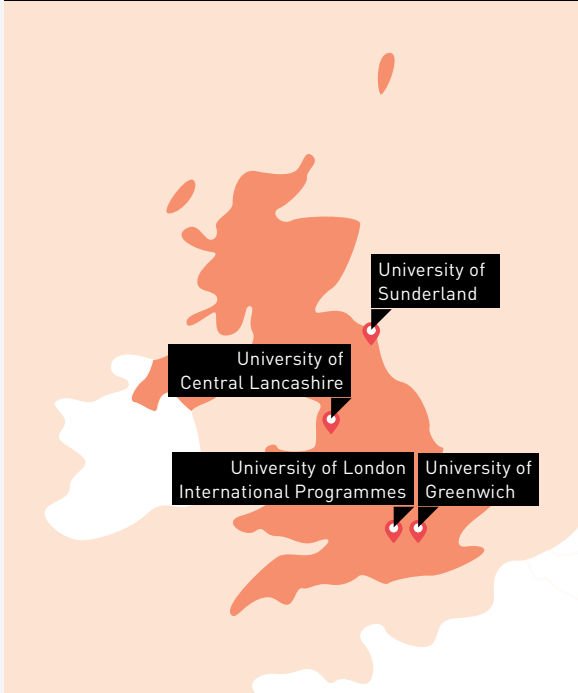 University of
Sunderland
University of
Central Lancashire
University of London
International Programmes
University of
Greenwich